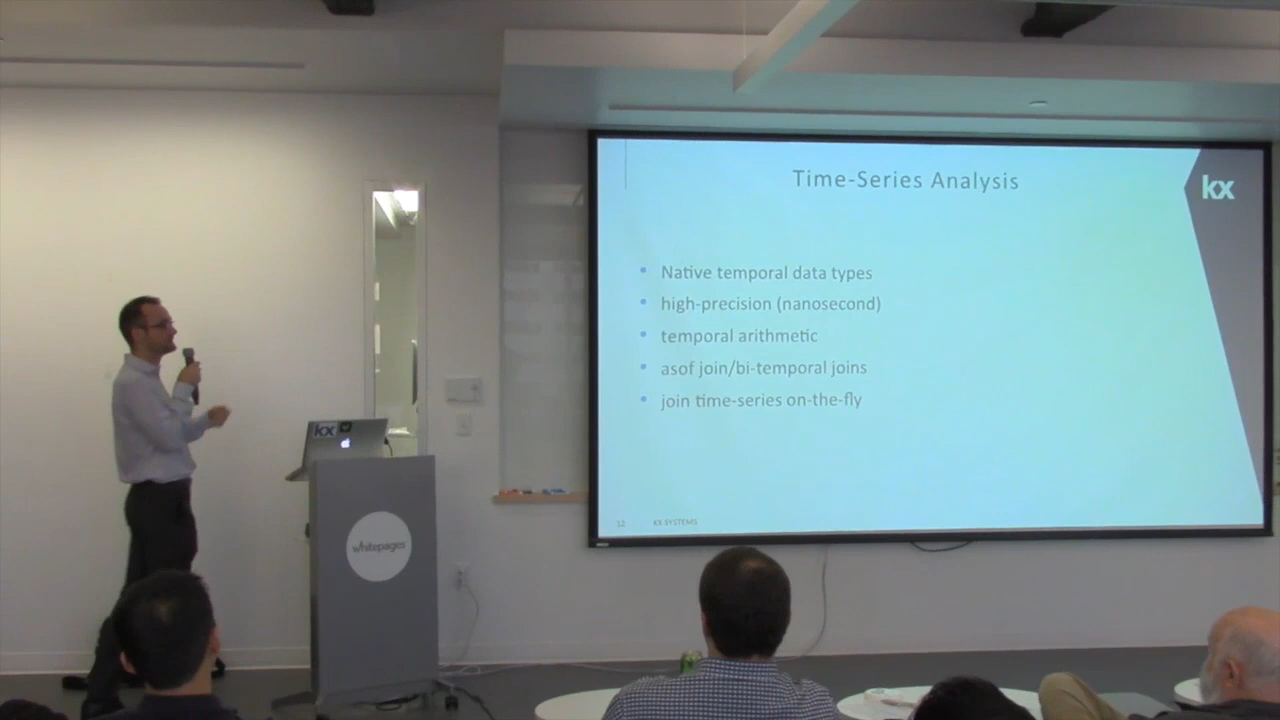 Time-Series Analysis
kx
• Native temporal data types
• high-precision (nanosecond)
• temporal arithmetic
• asof join/bi-temporal joins
• join time-series on-the-fly
12 KX SYSTEMS
kx
whitepages